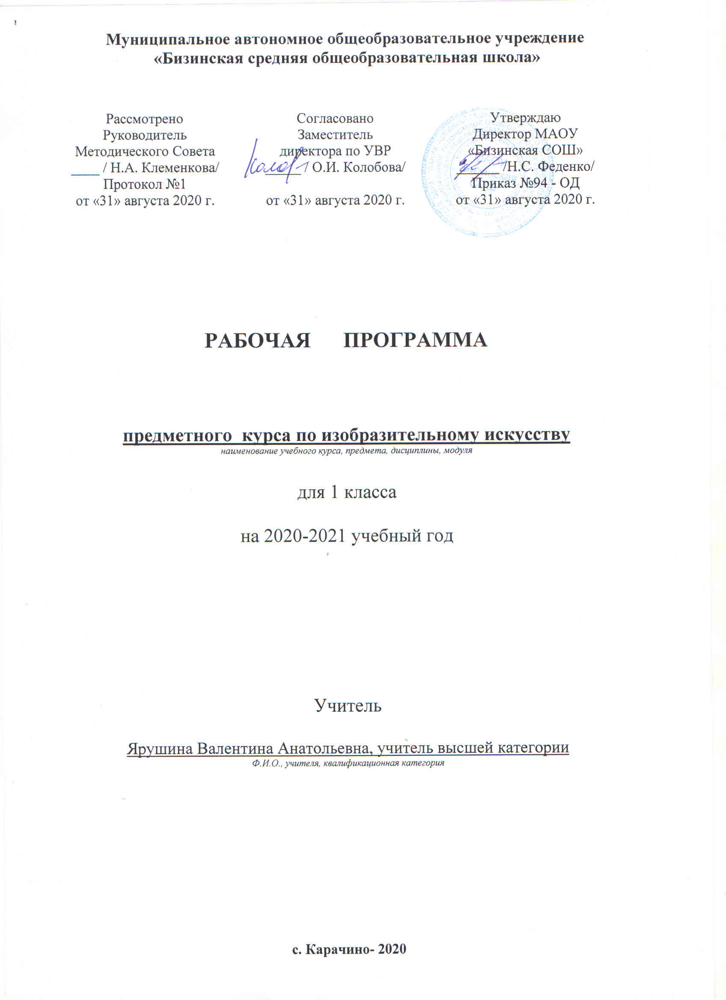 Муниципальное автономное общеобразовательное учреждение
«Бизинская средняя общеобразовательная школа»
Рассмотрено
Руководитель
Методического Совета
____ / Н.А. Клеменкова/
Протокол №1
от «31» августа 2020 г.
Согласовано
Заместитель
директора по УВР
_____/ О.И. Колобова/
от «31» августа 2020 г.
Утверждаю
Директор МАОУ
«Бизинская СОШ»
______/Н.С. Феденко/
Приказ №94 - ОД
от «31» августа 2020 г.
РАБОЧАЯ ПРОГРАММА
предметного курса по изобразительному искусству
наименование учебного курса, предмета, дисциплины, модуля
для 1 класса
на 2020-2021 учебный год
Учитель
Ярушина Валентина Анатольевна, учитель высшей категории
Ф.И.О., учителя, квалификационная категория
с. Карачино- 2020